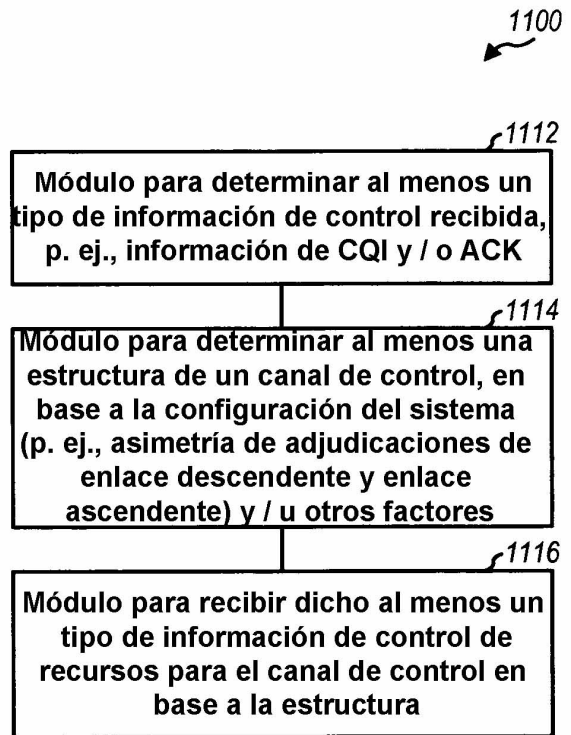 1100
1112
Módulo para determinar al menos un
tipo de información de control recibida,
p. ej., información de CQI y / o ACK
1114
Módulo para determinar al menos una
estructura de un canal de control, en
base a la configuración del sistema
(p. ej., asimetría de adjudicaciones de
enlace descendente y enlace
ascendente) y / u otros factores
1116
Módulo para recibir dicho al menos un
tipo de información de control de
recursos para el canal de control en
base a la estructura